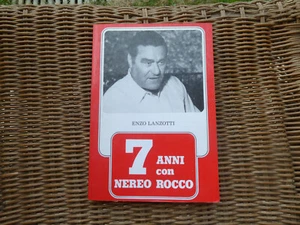 ENZO LANZOTTI
7 ANNI
con
NEREO ROCCO